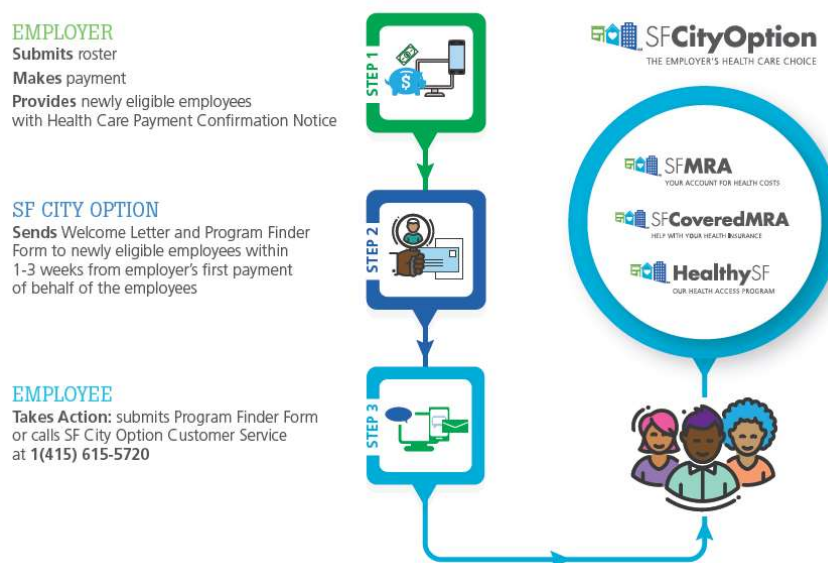 EMPLOYER
Submits roster
Makes payment
Provides newly eligible employees
with Health Care Payment Confirmation Notice
STEP 1
$
SF CITY OPTION
Sends Welcome Letter and Program Finder
Form to newly eligible employees within
1-3 weeks from employer's first payment
of behalf of the employees
STEP 2
EMPLOYEE
Takes Action: submits Program Finder Form
or calls SF City Option Customer Service
at 1(415) 615-5720
STEP 3
SFCityOption
THE EMPLOYER'S HEALTH CARE CHOICE
SFMRA
YOUR ACCOUNT FOR HEALTH COSTS
SFCoveredMRA
HELP WITH YOUR HEALTH INSURANCE
HealthySF
OUR HEALTH ACCESS PROGRAM